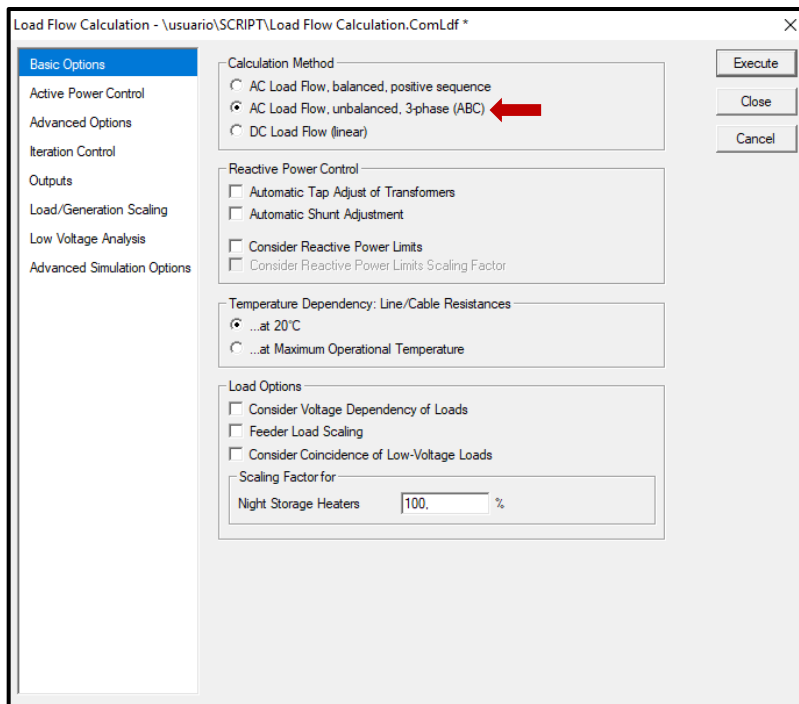 Load Flow Calculation - \usuario\SCRIPT\Load Flow Calculation.ComLdf *
Basic Options
Active Power Control
Advanced Options
Iteration Control
Outputs
Load/Generation Scaling
Low Voltage Analysis
Advanced Simulation Options
Calculation Method
AC Load Flow, balanced, positive sequence
AC Load Flow, unbalanced, 3-phase (ABC)
DC Load Flow (linear)
Reactive Power Control
Automatic Tap Adjust of Transformers
Automatic Shunt Adjustment
Consider Reactive Power Limits
Consider Reactive Power Limits Scaling Factor
Temperature Dependency: Line/Cable Resistances
...at 20°C
...at Maximum Operational Temperature
Load Options
Consider Voltage Dependency of Loads
Feeder Load Scaling
Consider Coincidence of Low-Voltage Loads
Scaling Factor for
Night Storage Heaters 100, %
Execute
Close
Cancel